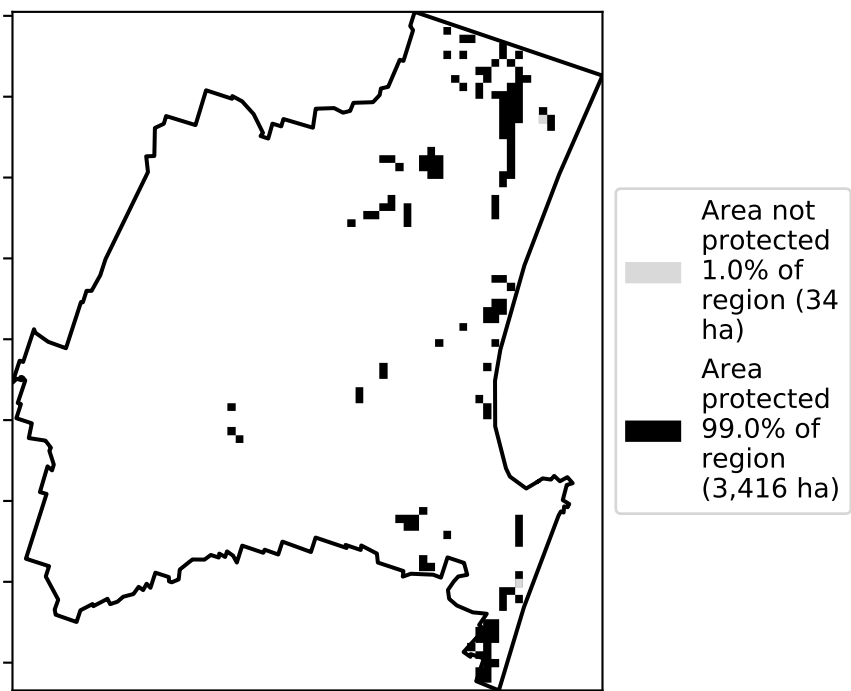 Area not
protected
1.0% of
region (34
ha)
Area
protected
99.0% of
region
(3,416 ha)